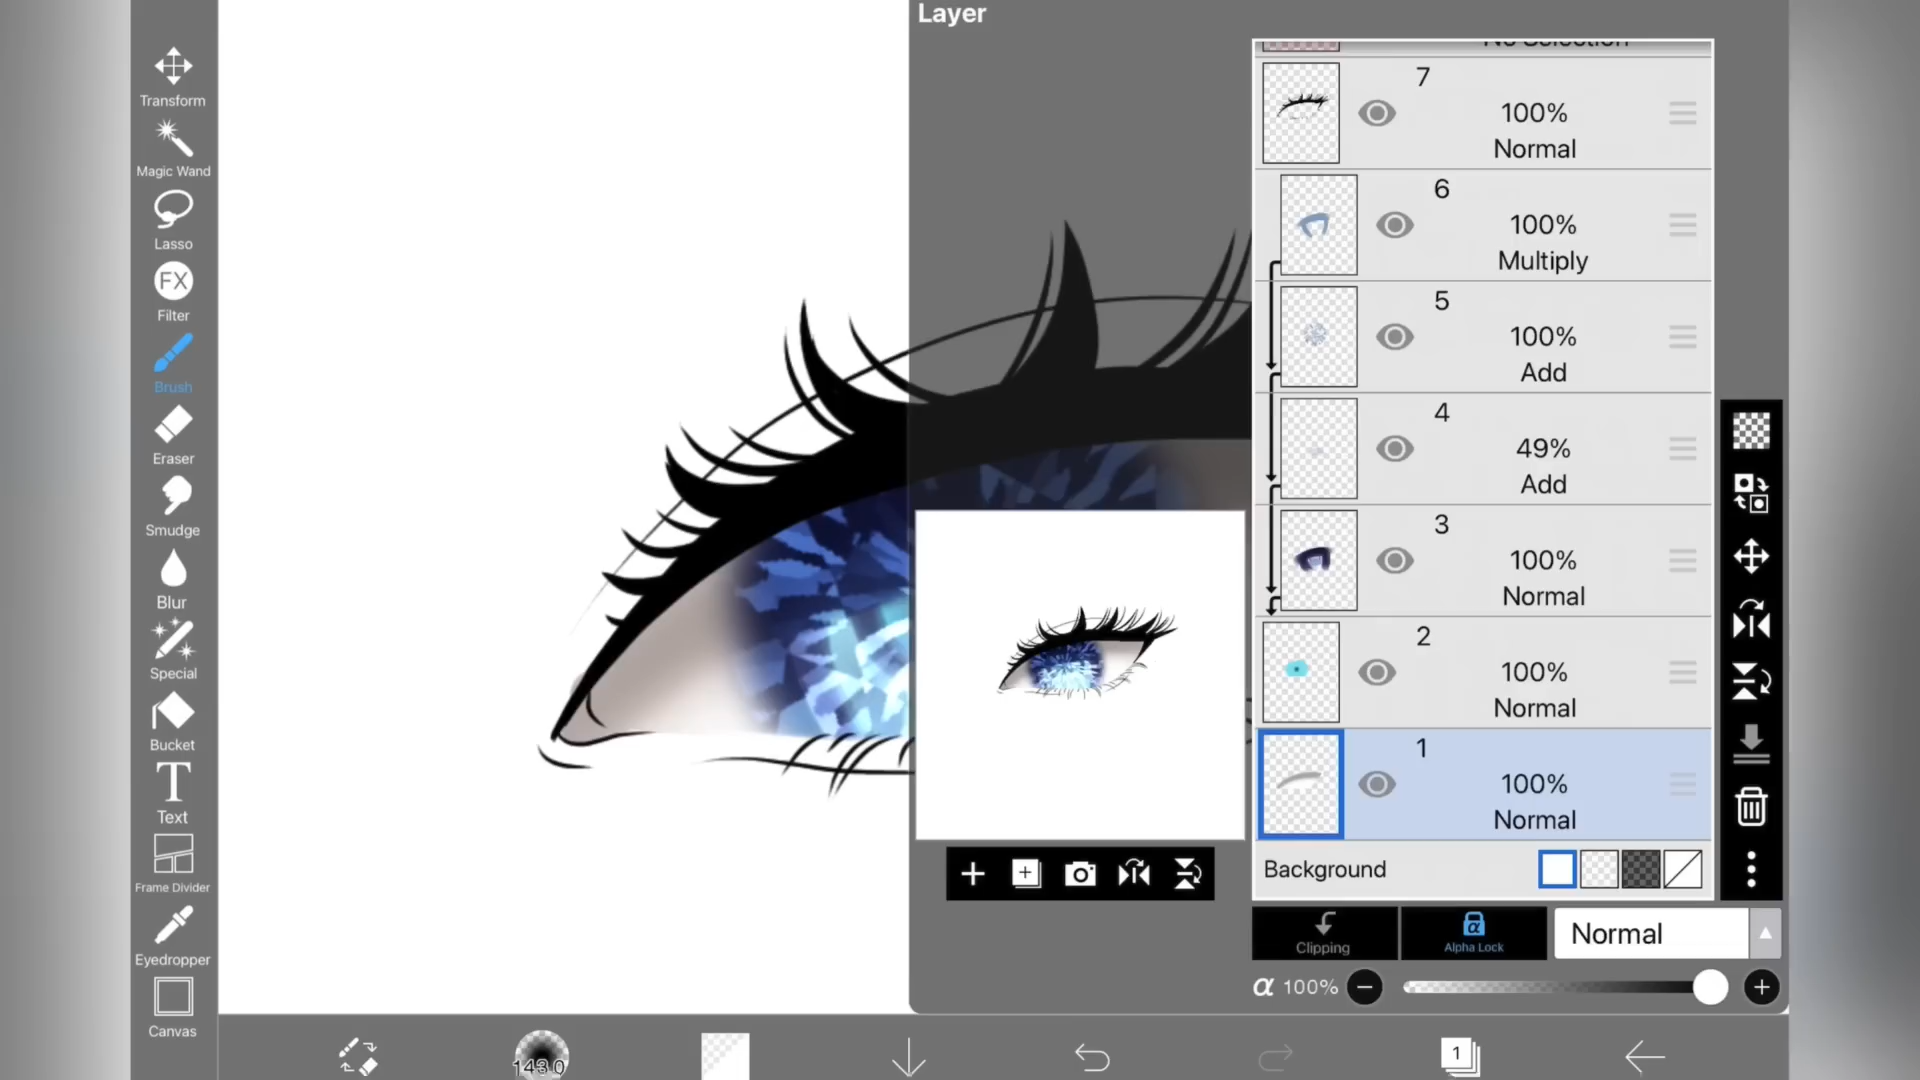 Layer
Transform
Magic Wand
Lasso
FX
Filter
Brush
Eraser
Smudge
Blur
Special
Bucket
T
Text
Frame Divider
Eyedropper
Canvas
No Selection
7
100%
Normal
6
100%
Multiply
5
100%
Add
4
49%
Add
3
100%
Normal
2
100%
Normal
1
100%
Normal
Background
Clipping
α
Alpha Lock
Normal
α 100%
143.0
1